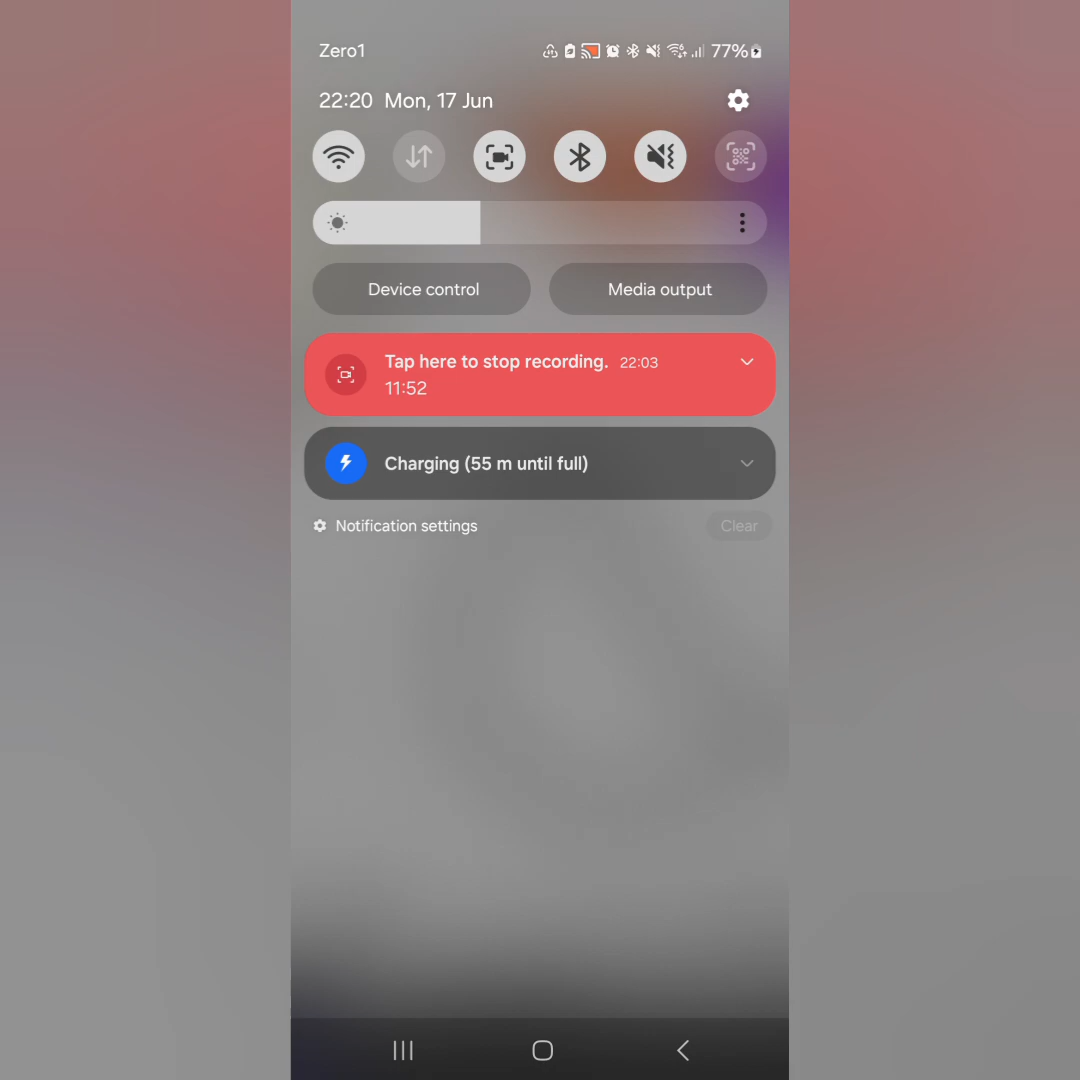 Zero1 77%
22:20 Mon, 17 Jun
Device control Media output
Tap here to stop recording. 22:03
11:52
Charging (55 m until full)
Notification settings Clear